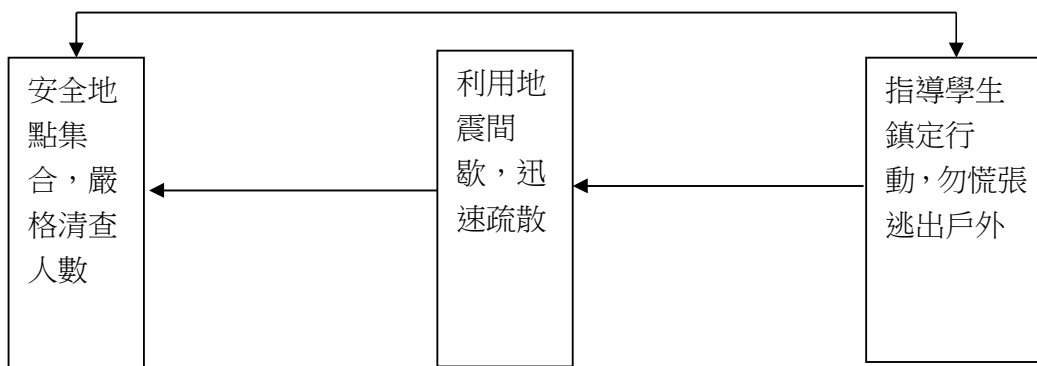 安全地
點集
合，嚴
格清查
人數
利用地
震間
歇，迅
速疏散
指導學生
鎮定行
動，勿慌張
逃出戶外